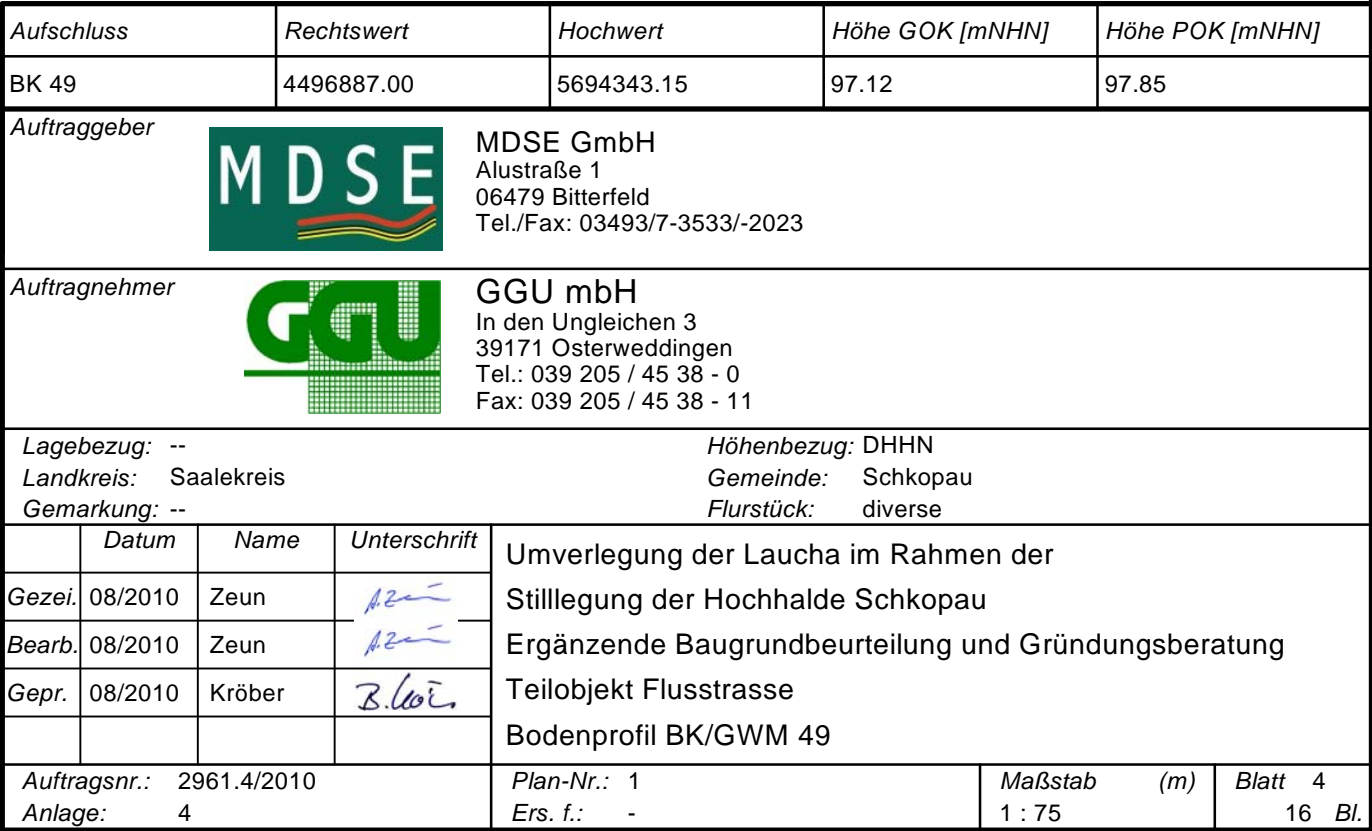 Aufschluss Rechtswert Hochwert Höhe GOK [mNHN] Höhe POK [mNHN]
BK 49 4496887.00 5694343.15 97.12 97.85
Auftraggeber
MDSE
MDSE GmbH
Alustraße 1
06479 Bitterfeld
Tel./Fax: 03493/7-3533/-2023
Auftragnehmer
GGU
GGU mbH
In den Ungleichen 3
39171 Osterweddingen
Tel.: 039 205 / 45 38 - 0
Fax: 039 205 / 45 38 - 11
Lagebezug: -- Höhenbezug: DHHN
Landkreis: Saalekreis Gemeinde: Schkopau
Gemarkung: -- Flurstück: diverse
Datum Name Unterschrift
Gezei. 08/2010 Zeun
Bearb. 08/2010 Zeun
Gepr. 08/2010 Kröber
Umverlegung der Laucha im Rahmen der
Stilllegung der Hochhalde Schkopau
Ergänzende Baugrundbeurteilung und Gründungsberatung
Teilobjekt Flusstrasse
Bodenprofil BK/GWM 49
Auftragsnr.: 2961.4/2010 Plan-Nr.: 1 Maßstab (m) Blatt 4
Anlage: 4 Ers. f.: - 1 : 75 16 Bl.